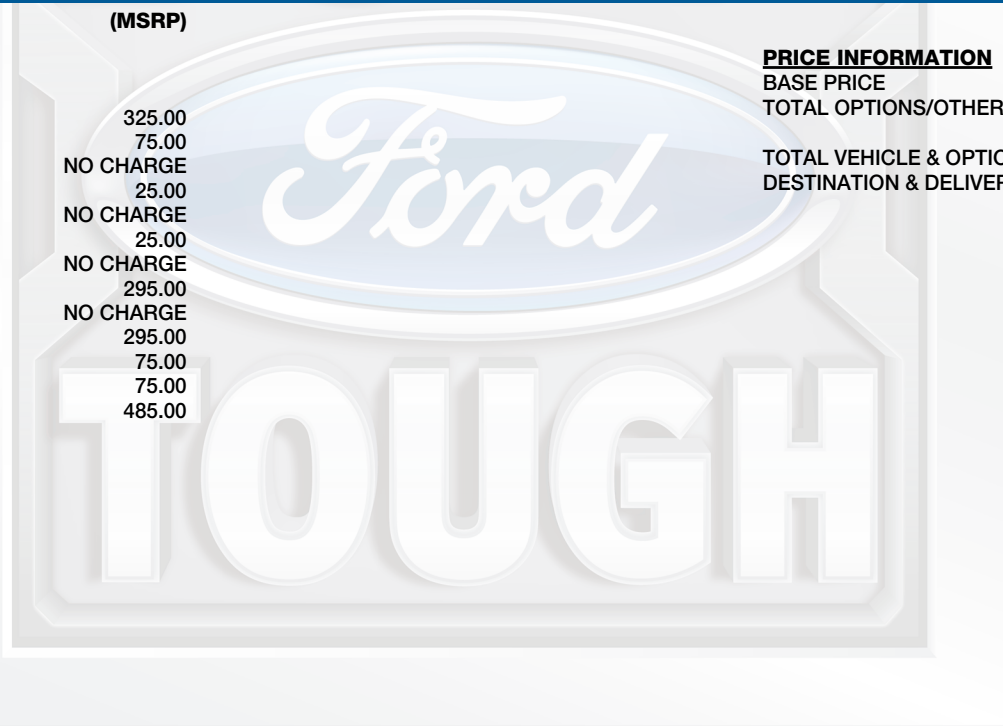 (MSRP)
325.00
75.00
NO CHARGE
25.00
NO CHARGE
25.00
NO CHARGE
295.00
NO CHARGE
295.00
75.00
75.00
485.00
PRICE INFORMATION
BASE PRICE
TOTAL OPTIONS/OTHER
TOTAL VEHICLE & OPTIO
DESTINATION & DELIVER
Ford
TOUGH